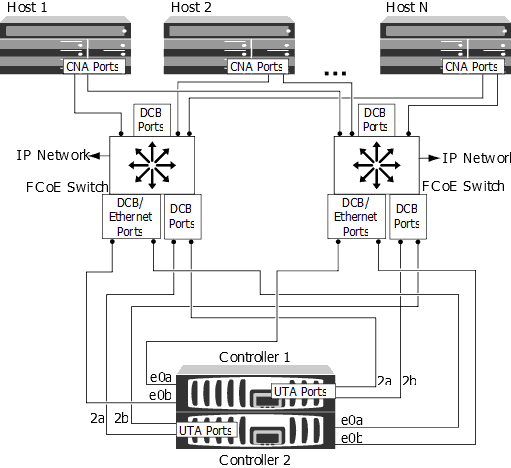 Host 1
Host 2
Host N
CNA Ports
CNA Ports
...
CNA Ports
DCB
Ports
DCB
Ports
IP Network
IP Network
FCoE Switch
FCoE Switch
DCB/
Ethernet
Ports
DCB
Ports
DCB/
Ethernet
Ports
DCB
Ports
Controller 1
e0a
2a
2b
e0b
UTA Ports
2a
2b
UTA Ports
e0a
e0b
Controller 2